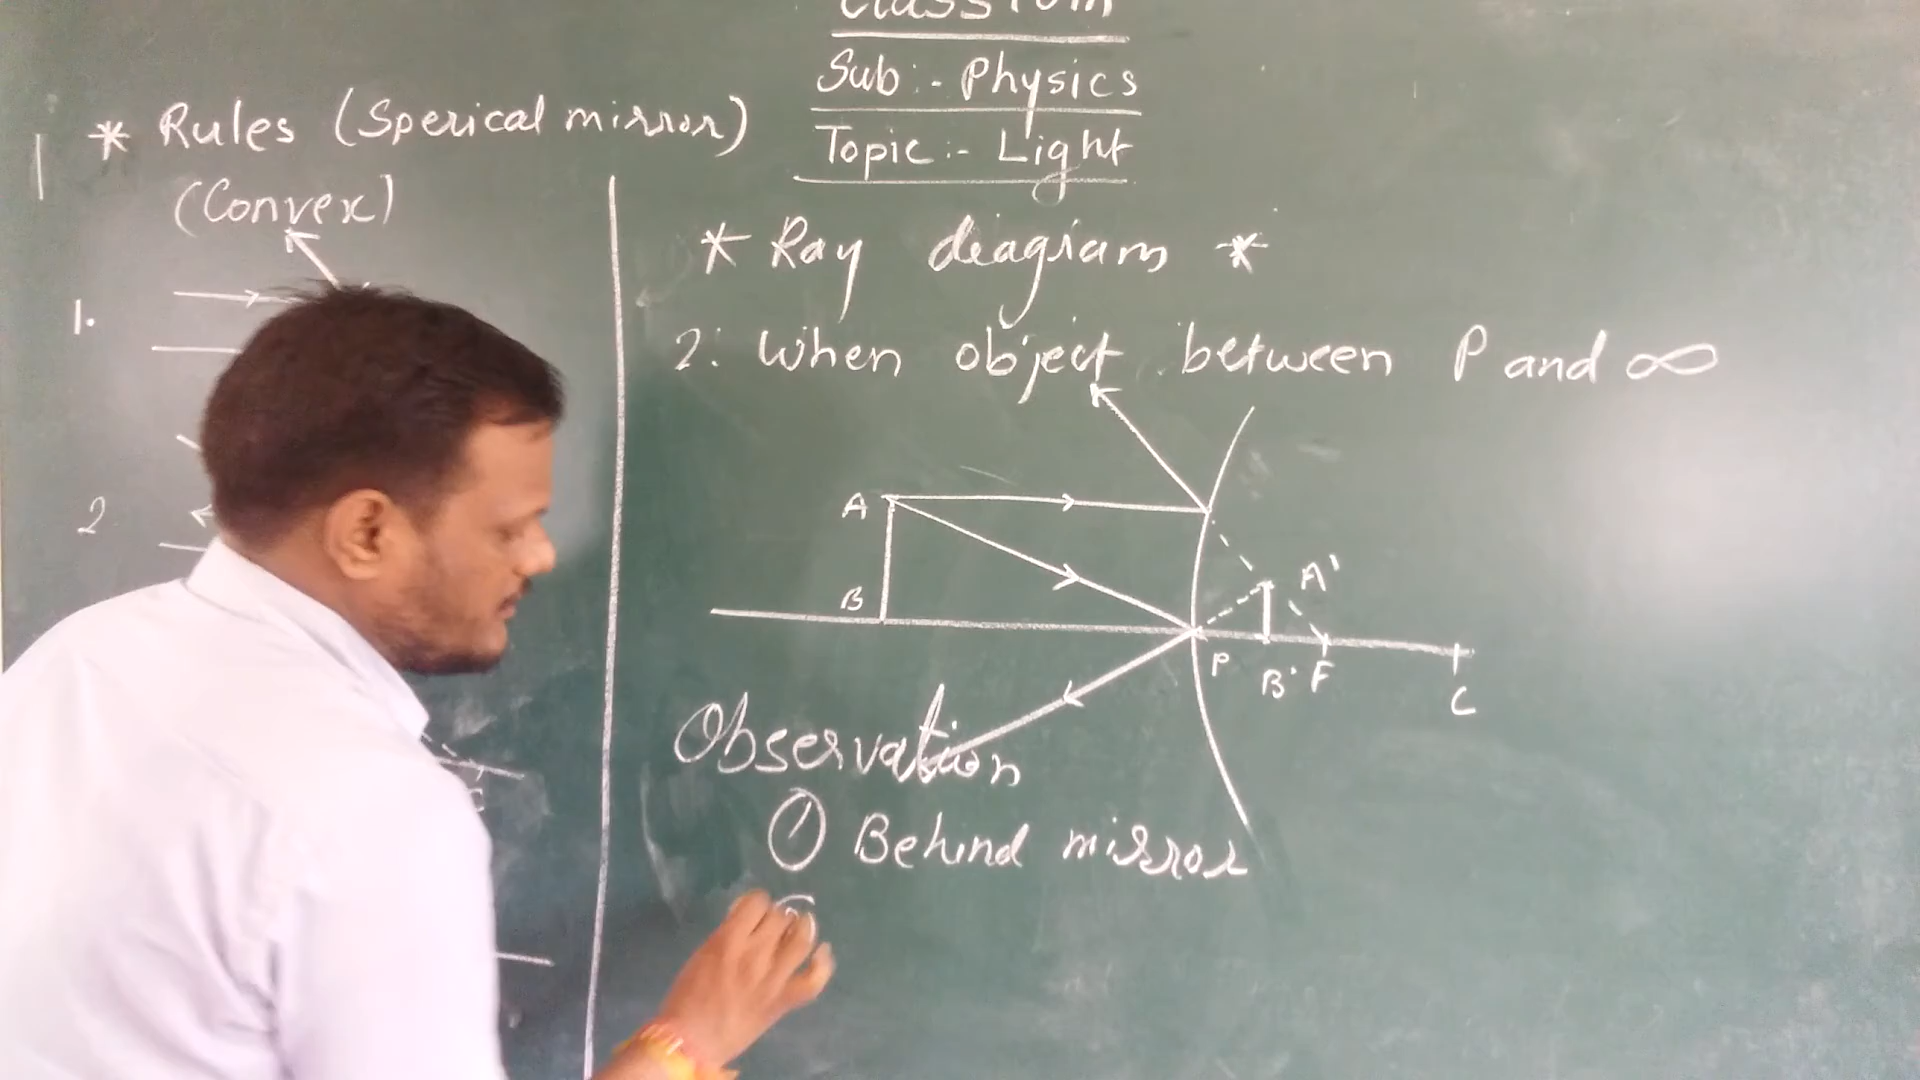 Sub:- Physics
Topic:- Light
* Rules (Sperical mirror)
(Convex)
1.
2
* Ray deagram *
2: When object between P and ∞
A
B
A'
P
B'
F
C
Observation
① Behind mirror